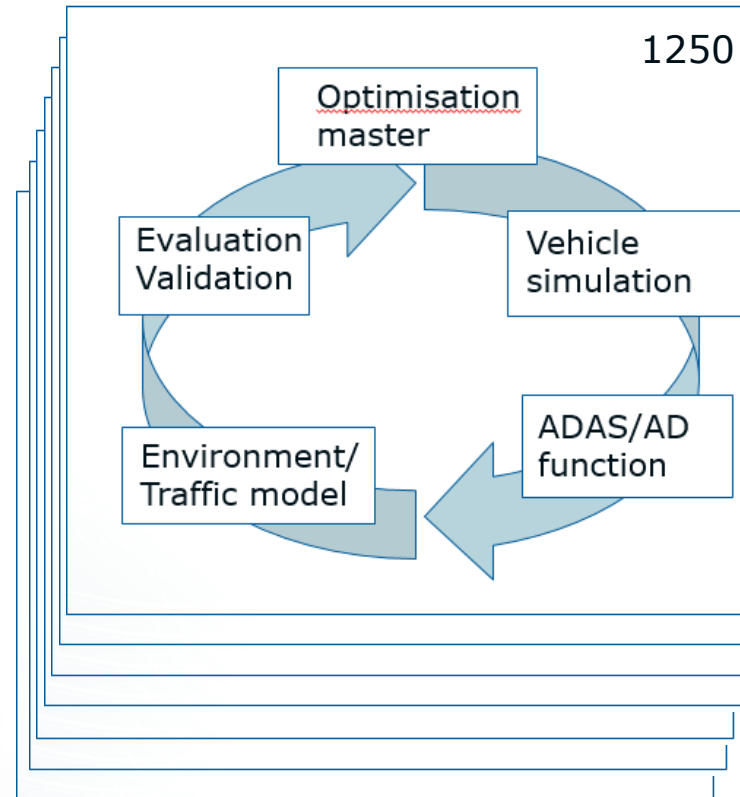 1250
Optimisation
master
Evaluation
Validation
Vehicle
simulation
ADAS/AD
function
Environment/
Traffic model